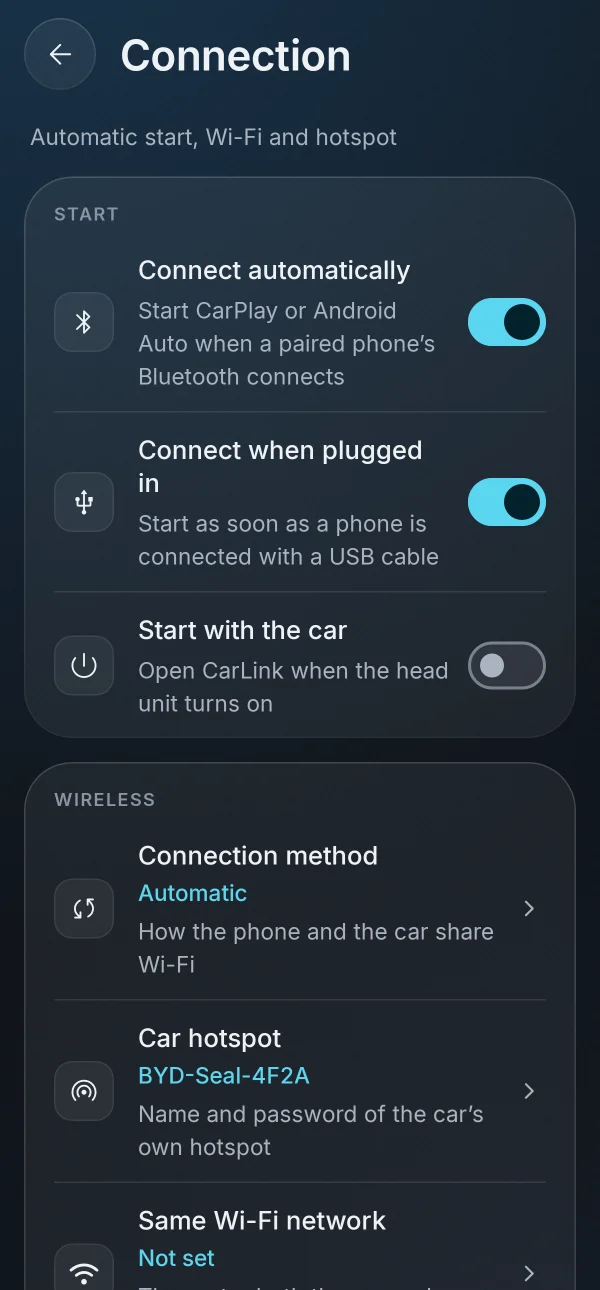 Connection
Automatic start, Wi-Fi and hotspot
START
Connect automatically
Start CarPlay or Android
Auto when a paired phone’s
Bluetooth connects
Connect when plugged
in
Start as soon as a phone is
connected with a USB cable
Start with the car
Open CarLink when the head
unit turns on
WIRELESS
Connection method
Automatic
How the phone and the car share
Wi-Fi
Car hotspot
BYD-Seal-4F2A
Name and password of the car’s
own hotspot
Same Wi-Fi network
Not set